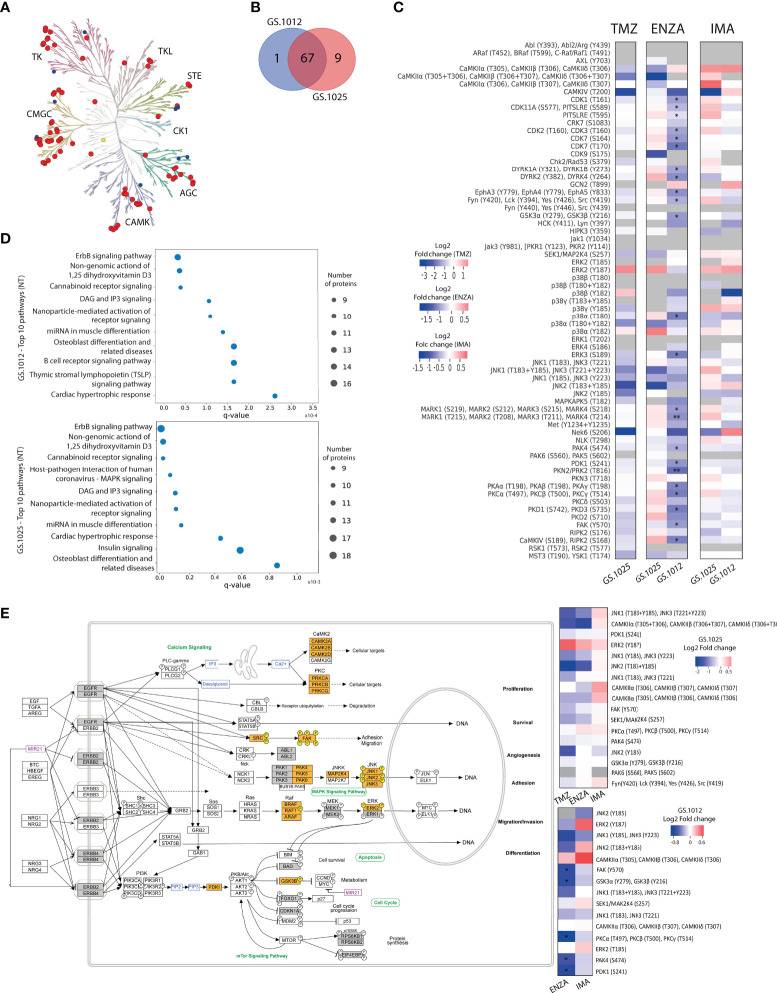 A
TK
TKL
STE
CMGC
CK1
AGC
CAMK
B
GS.1012
1
67
9
GS.1025
C
TMZ
ENZA
IMA
Abl (Y393), Abl2/Arg (Y439)
ARaf (T452), BRaf (T599), C-Raf/Raf1 (T491)
AXL (Y703)
CAMKIIα (T305), CaMKIIβ (T306), CaMKIIδ (T306)
CAMKIIα (T305+T306), CaMKIIβ (T306+T307), CaMKIIδ (T306+T307)
CAMKIIα (T306), CaMKIIβ (T307), CaMKIIδ (T307)
CAMKIV (T200)
CDK1 (T161)
CDK11A (S577), PITSLRE (S589)
PITSLRE (T595)
CRK7 (S1083)
CDK2 (T160), CDK3 (T160)
CDK7 (S164)
CDK7 (T170)
CDK9 (S175)
Chk2/Rad53 (S379)
DYRK1A (Y321), DYRK1B (Y273)
DYRK2 (Y382), DYRK4 (Y264)
GCN2 (T899)
EphA3 (Y779), EphA4 (Y779), EphA5 (Y833)
Fyn (Y420), Lck (Y394), Yes (Y426), Src (Y419)
Fyn (Y440), Yes (Y446), Src (Y439)
GSK3α (Y279), GSK3β (Y216)
HCK (Y411), Lyn (Y397)
HIPK3 (Y359)
Jak1 (Y1034)
Jak3 (Y981), [PKR1 (Y123), PKR2 (Y114)]
SEK1/MAP2K4 (S257)
ERK2 (T185)
ERK2 (Y187)
p38β (T180)
p38β (T180+Y182)
p38β (Y182)
p38γ (T183+Y185)
p38γ (Y185)
p38α (T180)
p38α (T180+Y182)
p38α (Y182)
ERK1 (T202)
ERK4 (S186)
ERK3 (S189)
JNK1 (T183), JNK3 (T221)
JNK1 (T183+Y185), JNK3 (T221+Y223)
JNK1 (Y185), JNK3 (Y223)
JNK2 (T183+Y185)
JNK2 (Y185)
MAPKAPK5 (T182)
MARK1 (S219), MARK2 (S212), MARK3 (S215), MARK4 (S218)
MARK1 (T215), MARK2 (T208), MARK3 (T211), MARK4 (T214)
Met (Y1234+Y1235)
Nek6 (S206)
NLK (T298)
PAK4 (S474)
PAK6 (S560), PAK5 (S602)
PDK1 (S241)
PKN2/PRK2 (T816)
PKN3 (T718)
PKAα (T198), PKAβ (T198), PKAγ (T198)
PKCα (T497), PKCβ (T500), PKCγ (T514)
PKCδ (S503)
PKD1 (S742), PKD3 (S735)
PKD2 (S710)
FAK (Y570)
RIPK2 (S176)
CaMKIV (S189), RIPK2 (S168)
RSK1 (T573), RSK2 (T577)
MST3 (T190), YSK1 (T174)
GS.1025
GS.1025
GS.1012
GS.1025
GS.1012
Log2
Fold change (TMZ)
-3 -2 -1 0 1
Log2
Fold change (ENZA)
-1.5 0 1.5
Log2
Fold change (IMA)
-1.5 -1 -0.5 0 0.5
D
GS.1012 - Top 10 pathways (NT)
ErbB signaling pathway
Non-genomic actiond of
1,25 dihydroxyvitamin D3
Cannabinoid receptor signaling
DAG and IP3 signaling
Nanoparticle-mediated activation of
receptor signaling
miRNA in muscle differentiation
Osteoblast differentiation and
related diseases
B cell receptor signaling pathway
Thymic stromal lymphopoietin (TSLP)
signaling pathway
Cardiac hypertrophic response
0.0 0.5 1.0 1.5 2.0 2.5 3.0 3.5
q-value
Number
of proteins
9
10
11
13
14
16
GS.1025 - Top 10 pathways (NT)
ErbB signaling pathway
Non-genomic actiond of
1,25 dihydroxyvitamin D3
Cannabinoid receptor signaling
Host-pathogen Interaction of human
coronavirus - MAPK signaling
DAG and IP3 signaling
Nanoparticle-mediated activation of
receptor signaling
miRNA in muscle differentiation
Cardiac hypertrophic response
Insulin signaling
Osteoblast differentiation and
related diseases
0.0 0.2 0.4 0.6 0.8 1.0
q-value
Number
of proteins
9
10
11
13
17
18
E
Calcium Signaling
PLC-gamma
PLCG1
PLCG2
IP3
Ca2+
Diacylglycerol
CaMK2
CAMK2A
CAMK2B
CAMK2D
CAMK2G
PKC
PRKCA
PRKCB
PRKCG
Cellular targets
Cellular targets
EGF
TGFA
AREG
MIR21
BTC
HBEGF
EREG
NRG1
NRG2
NRG3
NRG4
EGFR
EGFR
EGFR
ERBB2
ERBB4
CBL
CBLB
Receptor ubiquitylation
Degradation
STAT5A
STAT5B
DNA
SRC
FAK
Adhesion
Migration
CRK
CRKL
ABL1
ABL2
Nck
NCK1
NCK2
PAK1
PAK2
PAK3
JNKK
MAP2K4
MAP2K7
JNK
JNK1
JNK2
JNK3
JUN
ELK1
DNA
MAPK Signaling Pathway
Shc
SHC1
SHC2
SHC3
SHC4
GRB2
Sos
SOS1
SOS2
Ras
HRAS
KRAS
NRAS
Raf
BRAF
RAF1
ARAF
MEK
MEK1
MEK2
ERK
ERK2
ERK1
MYC
ELK1
DNA
STAT5A
STAT5B
DNA
GRB2
GAB1
PI3K
PIP2
PIP3
PDK1
PKB/Akt
AKT1
AKT2
AKT3
BIM
BAD
Cell survival
Apoptosis
GSK3B
Metabolism
CCND
MYC
MIR21
p27
Cell Cycle
CDKN1A
Cell cycle
progression
MDM2
p53
MTOR
RPS6KB1
RPS6KB2
EIF4EBP1
Protein
synthesis
mTor Signaling Pathway
Proliferation
Survival
Angiogenesis
Adhesion
Migration/Invasion
Differentiation
JNK1 (T183+Y185), JNK3 (T221+Y223)
CAMKIIα (T305+T306), CAMKIIβ (T306+T307), CAMKIIδ (T306+T307)
PDK1 (S241)
ERK2 (Y187)
JNK1 (Y185), JNK3 (Y223)
JNK2 (T183+Y185)
JNK1 (T183), JNK3 (T221)
CAMKIIα (T306), CAMKIIβ (T307), CAMKIIδ (T307)
CAMKIIα (T305), CAMKIIβ (T306), CAMKIIδ (T306)
FAK (Y570)
SEK1/MAP2K4 (S257)
PKCα (T497), PKCβ (T500), PKCγ (T514)
PAK4 (S474)
JNK2 (Y185)
GSK3α (Y279), GSK3β (Y216)
PAK6 (S560), PAK5 (S602)
Fyn(Y420), Lck (Y394), Yes (Y426), Src (Y419)
TMZ ENZA IMA
GS.1025
Log2 Fold change
-2 -1 0 1
GS.1012
Log2 Fold change
-0.8 0 0.6
JNK2 (Y185)
ERK2 (Y187)
JNK1 (Y185), JNK3 (Y223)
JNK2 (T183+Y185)
CAMKIIα (T305), CAMKIIβ (T306), CAMKIIδ (T306)
FAK (Y570)
GSK3α (Y279), GSK3β (Y216)
JNK1 (T183+Y185), JNK3 (T221+Y223)
SEK1/MAP2K4 (S257)
JNK1 (T183), JNK3 (T221)
CAMKIIα (T306), CAMKIIβ (T307), CAMKIIδ (T307)
PKCα (T497), PKCβ (T500), PKCγ (T514)
ERK2 (T185)
PAK4 (S474)
PDK1 (S241)
ENZA IMA